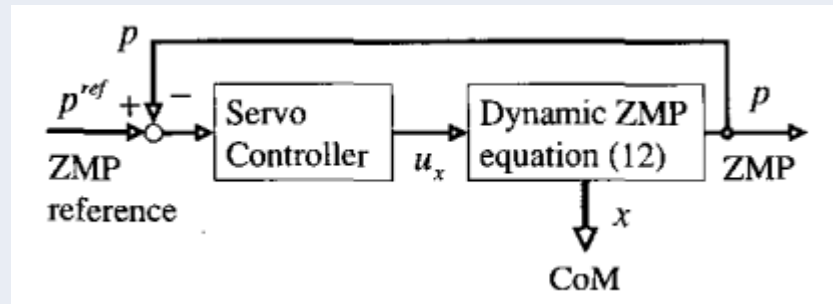 p
p^ref + −
ZMP
reference
Servo
Controller
u_x
Dynamic ZMP
equation (12)
p
ZMP
x
CoM